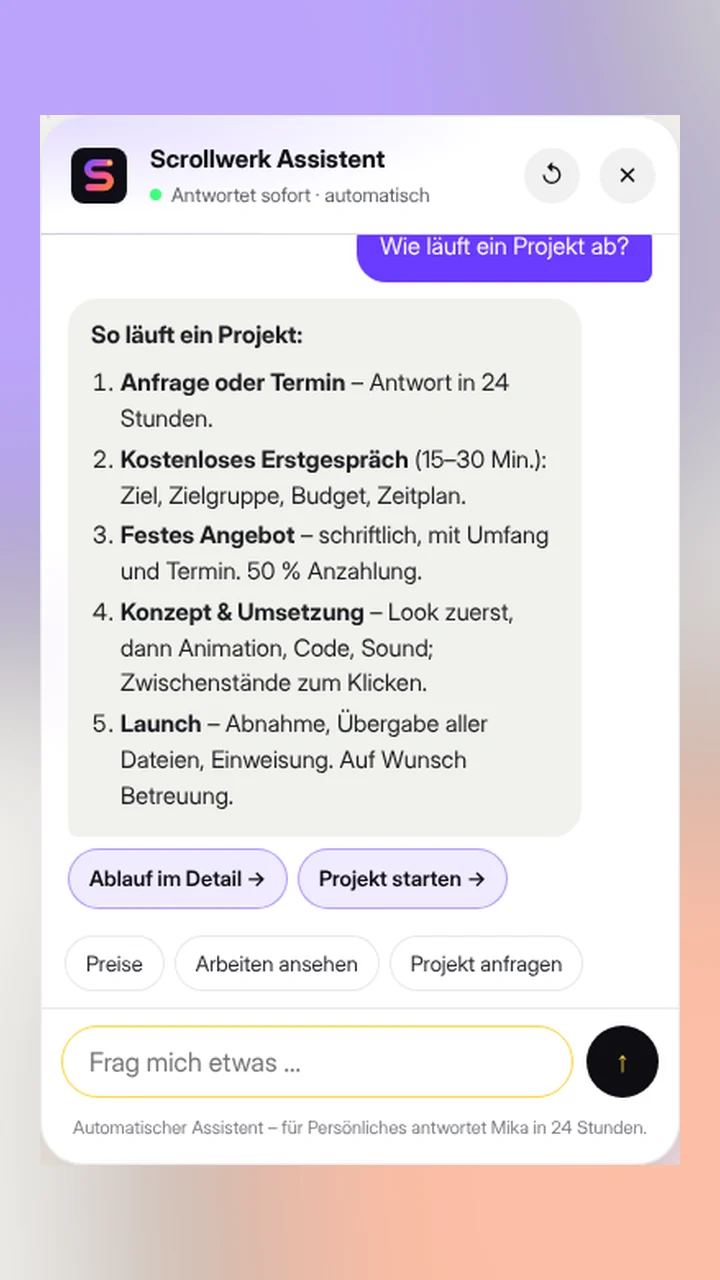 Scrollwerk Assistent
Antwortet sofort · automatisch
Wie läuft ein Projekt ab?
So läuft ein Projekt:
1. Anfrage oder Termin – Antwort in 24
Stunden.
2. Kostenloses Erstgespräch (15–30 Min.):
Ziel, Zielgruppe, Budget, Zeitplan.
3. Festes Angebot – schriftlich, mit Umfang
und Termin. 50 % Anzahlung.
4. Konzept & Umsetzung – Look zuerst,
dann Animation, Code, Sound;
Zwischenstände zum Klicken.
5. Launch – Abnahme, Übergabe aller
Dateien, Einweisung. Auf Wunsch
Betreuung.
Ablauf im Detail → Projekt starten →
Preise Arbeiten ansehen Projekt anfragen
Frag mich etwas ...
Automatischer Assistent – für Persönliches antwortet Mika in 24 Stunden.